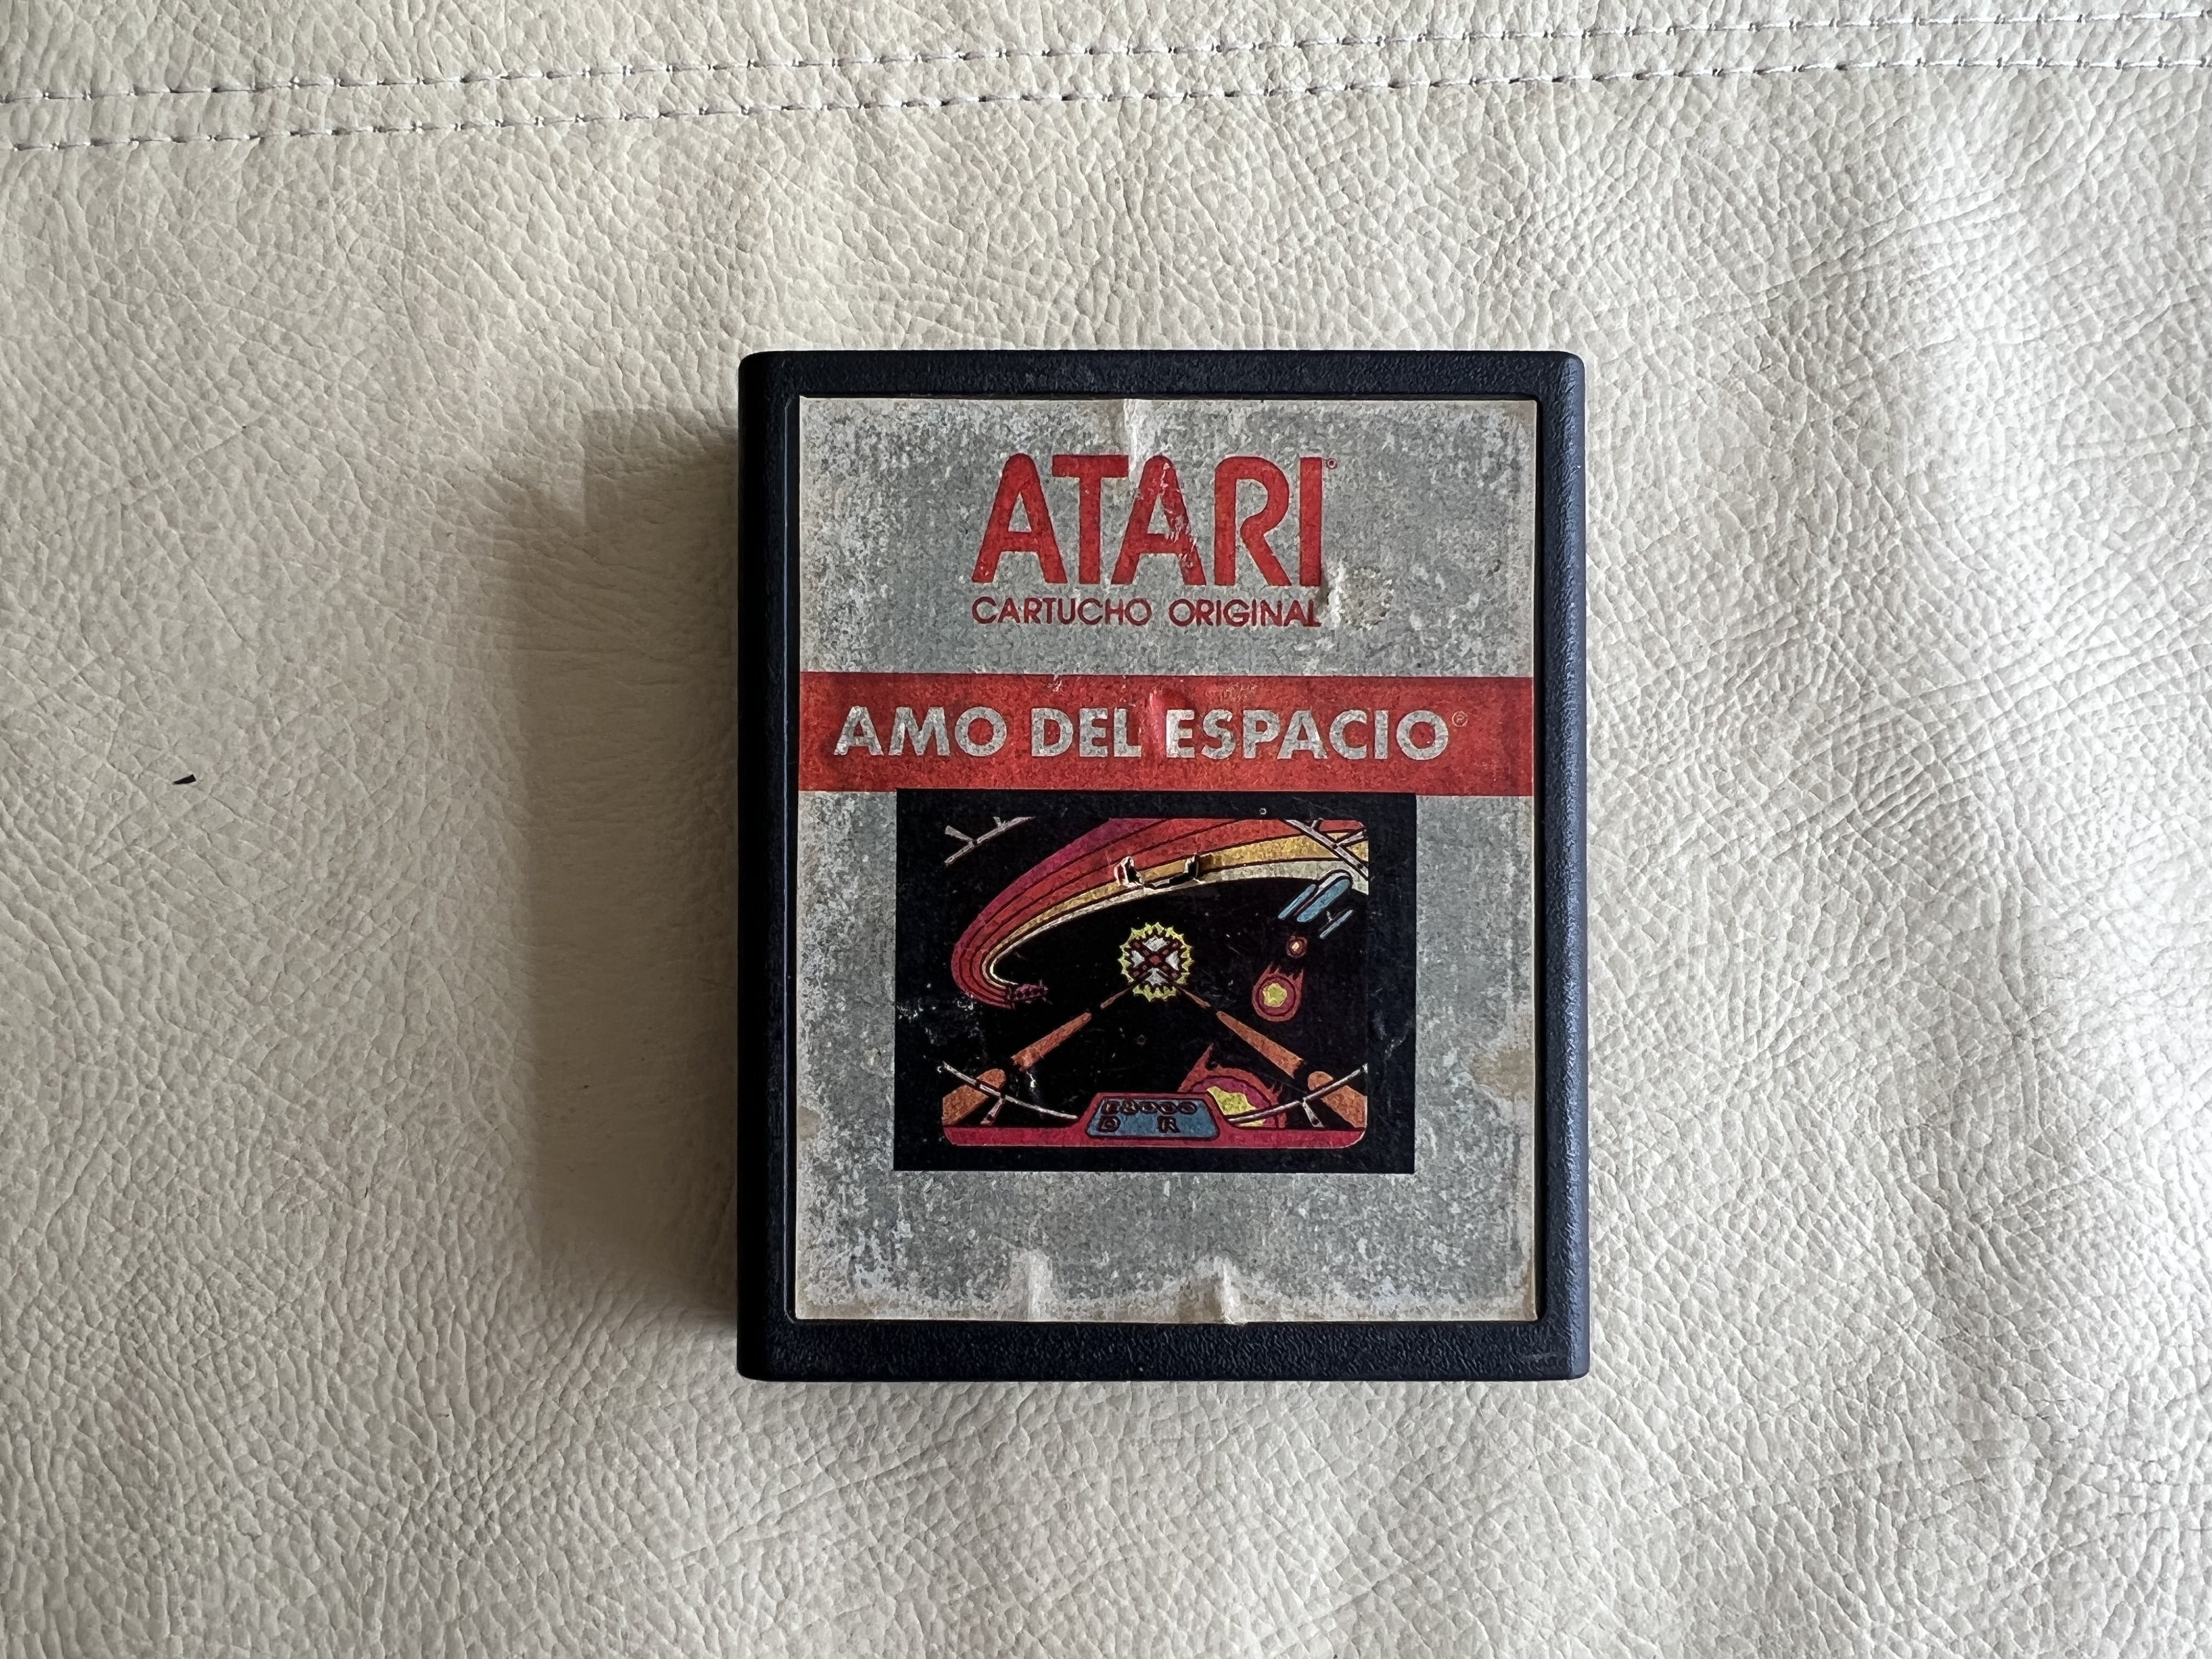 ATARI®
CARTUCHO ORIGINAL
AMO DEL ESPACIO®
D R